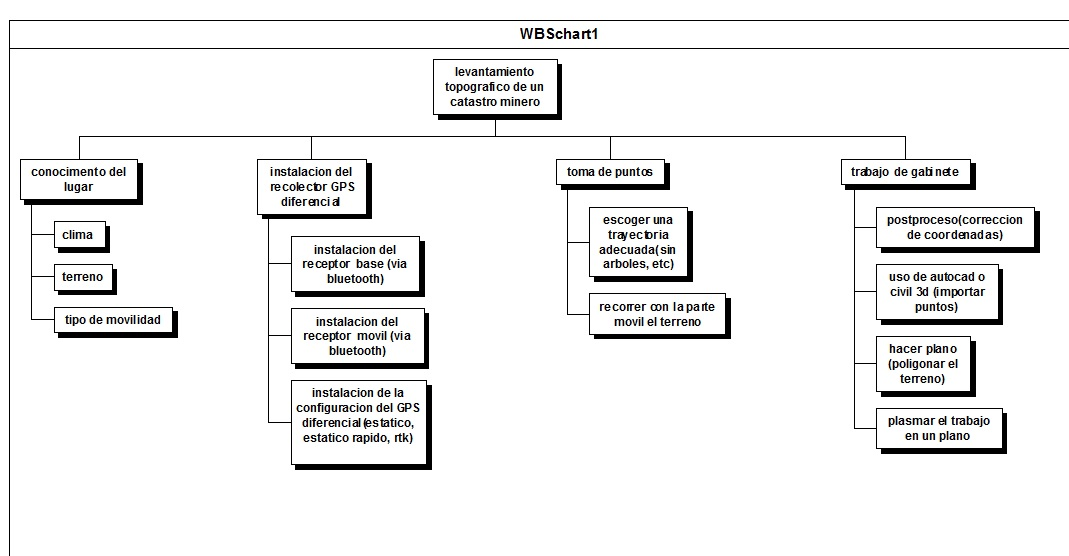 WBSchart1
levantamiento
topografico de un
catastro minero
conocimiento del
lugar
clima
terreno
tipo de movilidad
instalacion del
recolector GPS
diferencial
instalacion del
receptor base (via
bluetooth)
instalacion del
receptor movil (via
bluetooth)
instalacion de la
configuracion del GPS
diferencial(estatico,
estatico rapido, rtk)
toma de puntos
escoger una
trayectoria
adecuada(sin
arboles, etc)
recorrer con la parte
movil el terreno
trabajo de gabinete
postproceso(correccion
de coordenadas)
uso de autocad o
civil 3d (importar
puntos)
hacer plano
(poligonar el
terreno)
plasmar el trabajo
en un plano